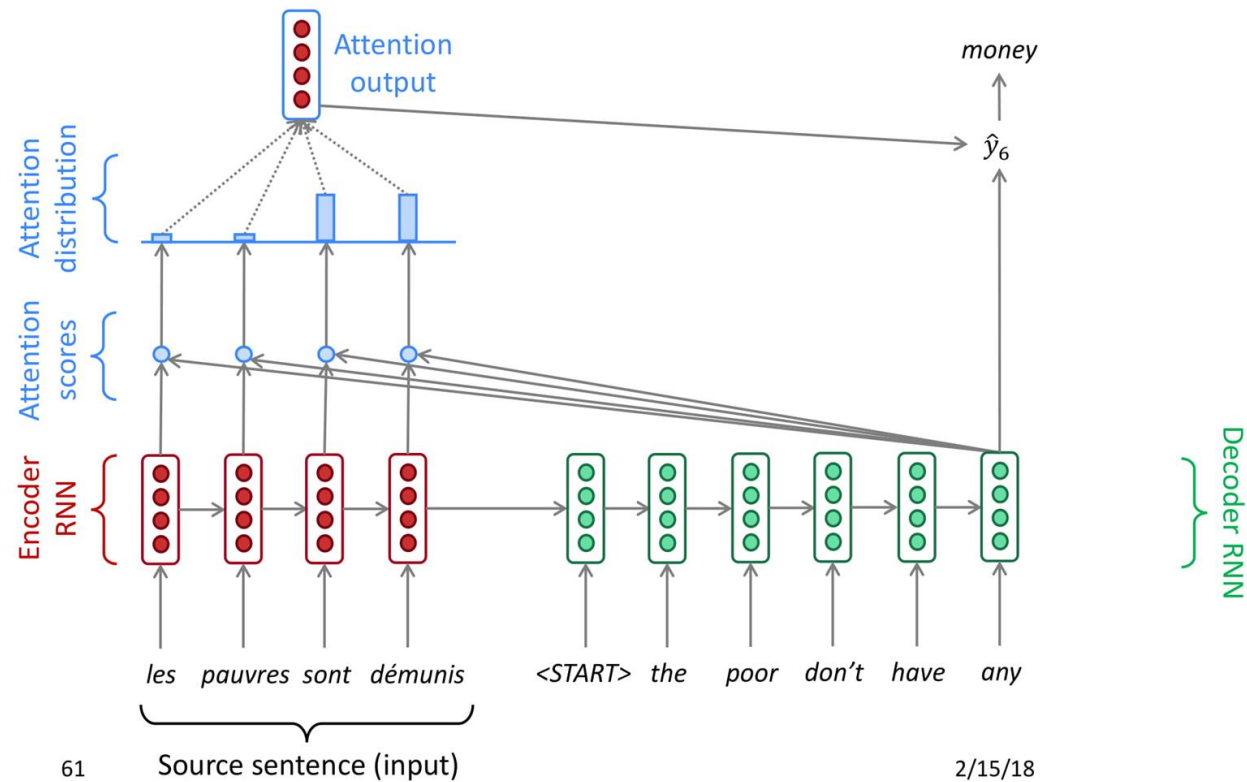 Attention
output
money
ŷ₆
Attention
distribution
Attention
scores
Encoder
RNN
Decoder RNN
les pauvres sont démunis <START> the poor don't have any
Source sentence (input)
61
2/15/18